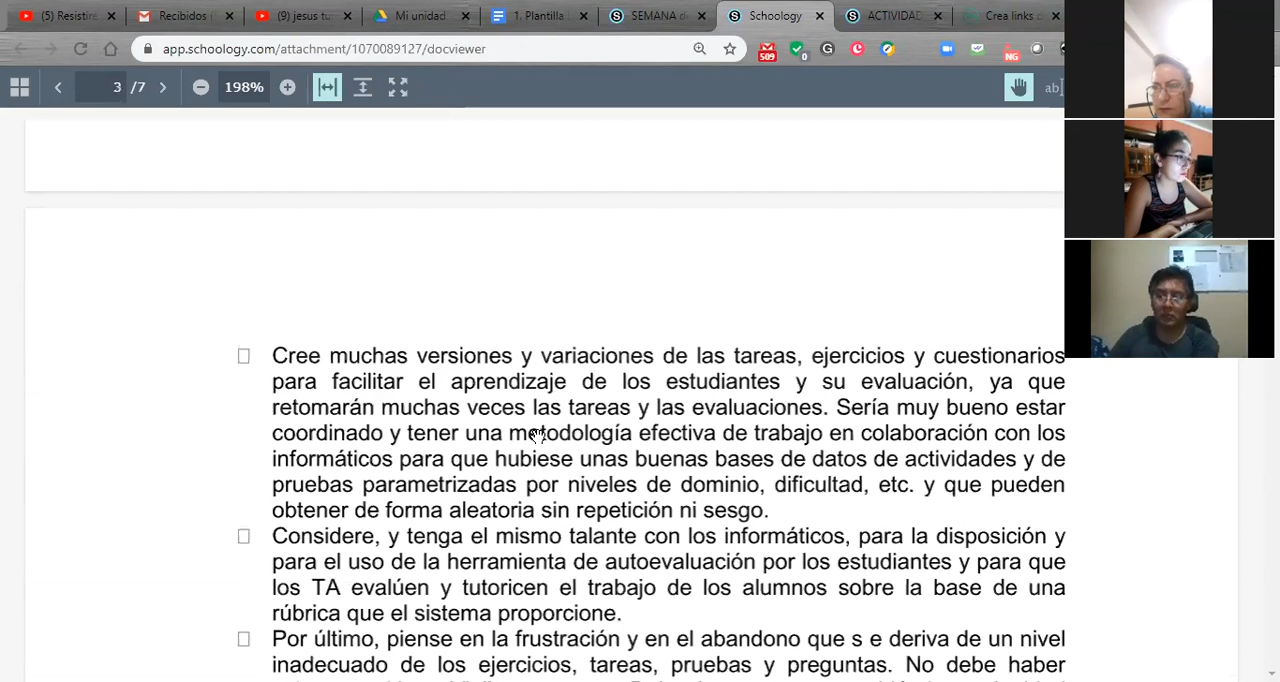 (5) Resistiré
Recibidos
(9) jesus tu
Mi unidad
1. Plantilla
SEMANA d
Schoology
ACTIVIDAD
Crea links c
app.schoology.com/attachment/1070089127/docviewer
509
0
G
NG
3 /7
198%
ab
Cree muchas versiones y variaciones de las tareas, ejercicios y cuestionarios
para facilitar el aprendizaje de los estudiantes y su evaluación, ya que
retomarán muchas veces las tareas y las evaluaciones. Sería muy bueno estar
coordinado y tener una metodología efectiva de trabajo en colaboración con los
informáticos para que hubiese unas buenas bases de datos de actividades y de
pruebas parametrizadas por niveles de dominio, dificultad, etc. y que pueden
obtener de forma aleatoria sin repetición ni sesgo.
Considere, y tenga el mismo talante con los informáticos, para la disposición y
para el uso de la herramienta de autoevaluación por los estudiantes y para que
los TA evalúen y tutoricen el trabajo de los alumnos sobre la base de una
rúbrica que el sistema proporcione.
Por último, piense en la frustración y en el abandono que s e deriva de un nivel
inadecuado de los ejercicios, tareas, pruebas y preguntas. No debe haber